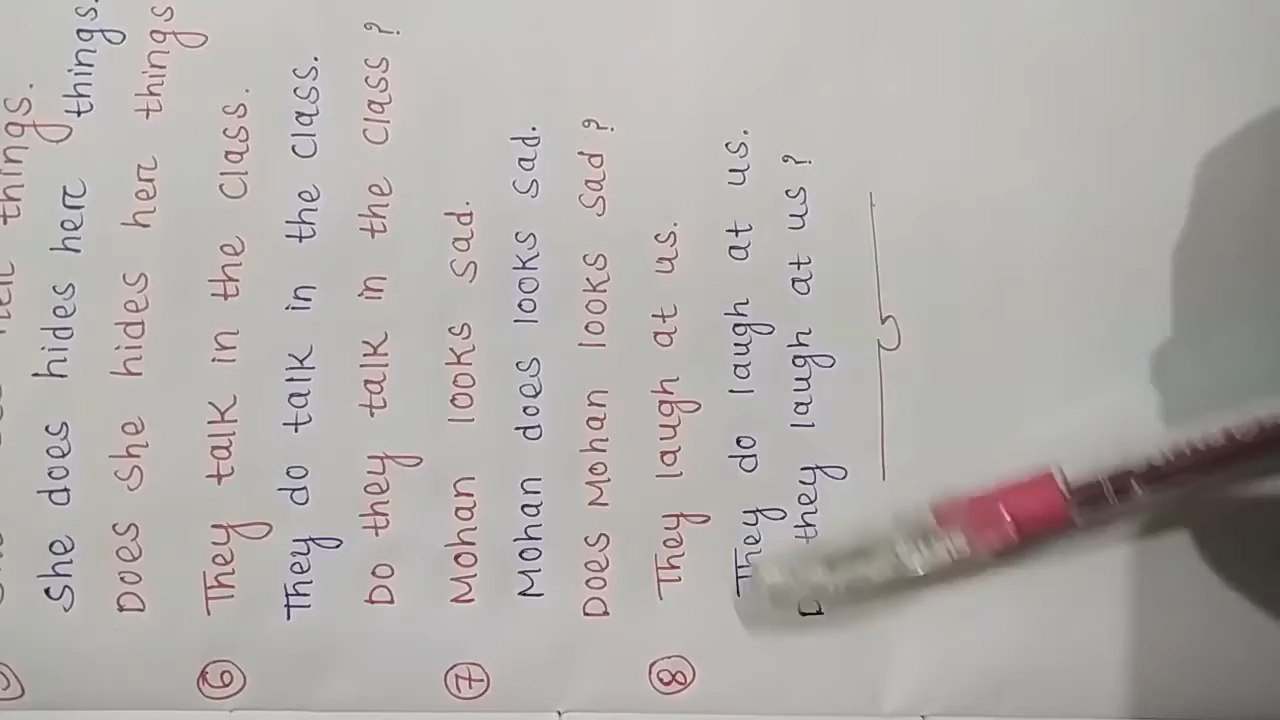 things.
She does hides her things.
Does she hides her things
⑥ They talk in the class.
They do talk in the class.
Do they talk in the class ?
⑦ Mohan looks sad.
Mohan does looks sad.
Does Mohan looks sad ?
⑧ They laugh at us.
They do laugh at us.
they laugh at us ?